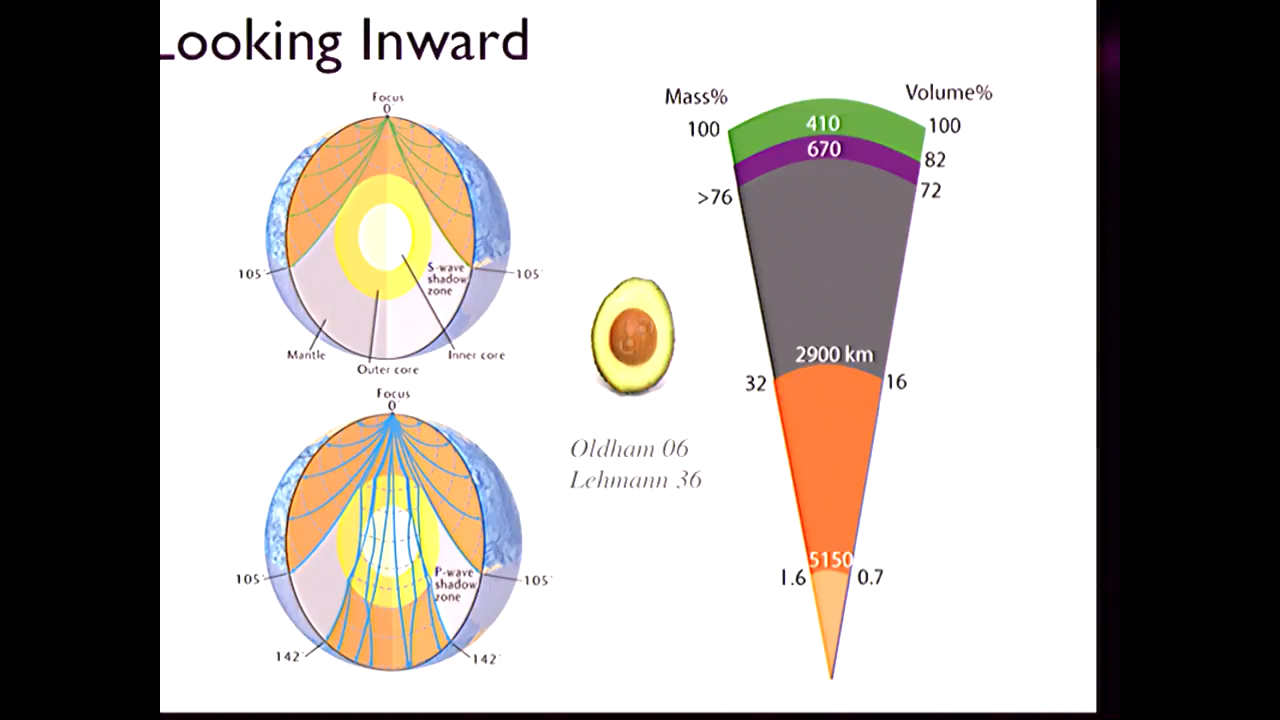 Looking Inward
Focus
0°
105°
105°
S-wave
shadow
zone
Mantle
Outer core
Inner core
Focus
0°
105°
105°
P-wave
shadow
zone
142°
142°
Oldham 06
Lehmann 36
Mass%
Volume%
100
410
100
670
82
>76
72
2900 km
32
16
5150
1.6
0.7